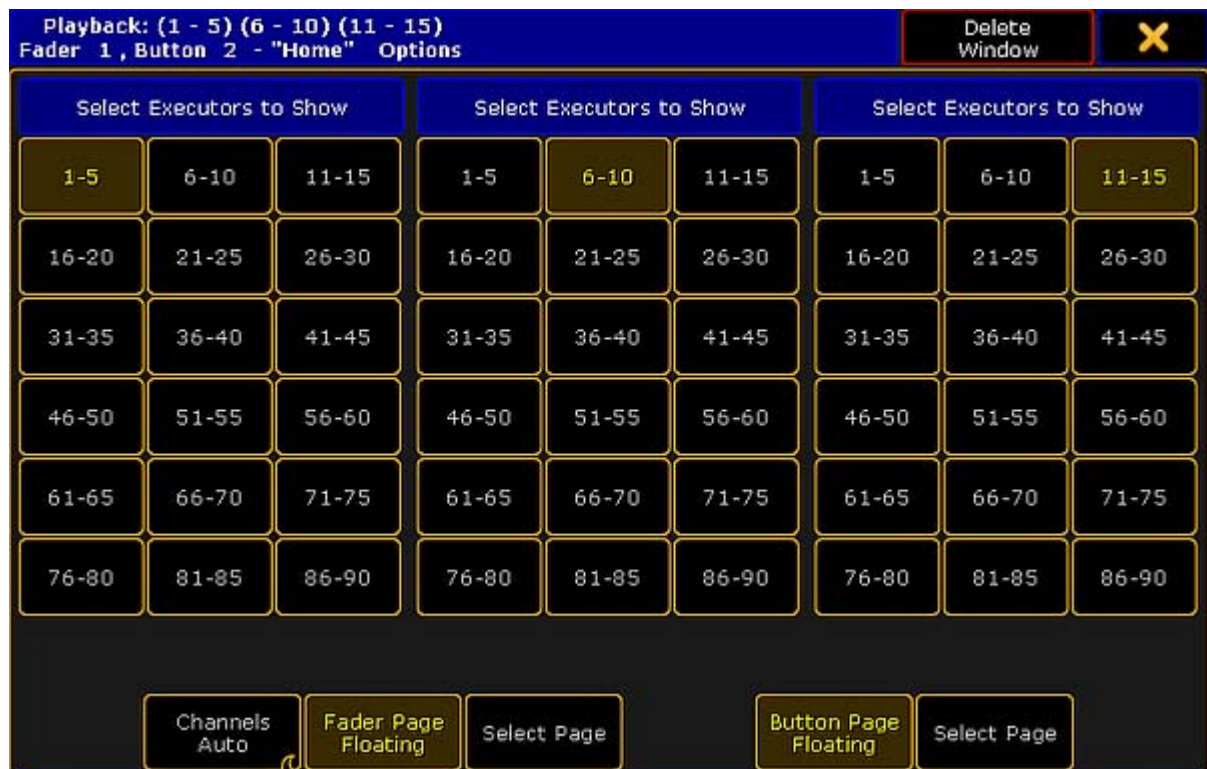 Playback: (1 - 5) (6 - 10) (11 - 15)
Fader 1 , Button 2 - "Home" Options
Delete
Window
Select Executors to Show
Select Executors to Show
Select Executors to Show
1-5 6-10 11-15 1-5 6-10 11-15 1-5 6-10 11-15
16-20 21-25 26-30 16-20 21-25 26-30 16-20 21-25 26-30
31-35 36-40 41-45 31-35 36-40 41-45 31-35 36-40 41-45
46-50 51-55 56-60 46-50 51-55 56-60 46-50 51-55 56-60
61-65 66-70 71-75 61-65 66-70 71-75 61-65 66-70 71-75
76-80 81-85 86-90 76-80 81-85 86-90 76-80 81-85 86-90
Channels
Auto
Fader Page
Floating
Select Page
Button Page
Floating
Select Page